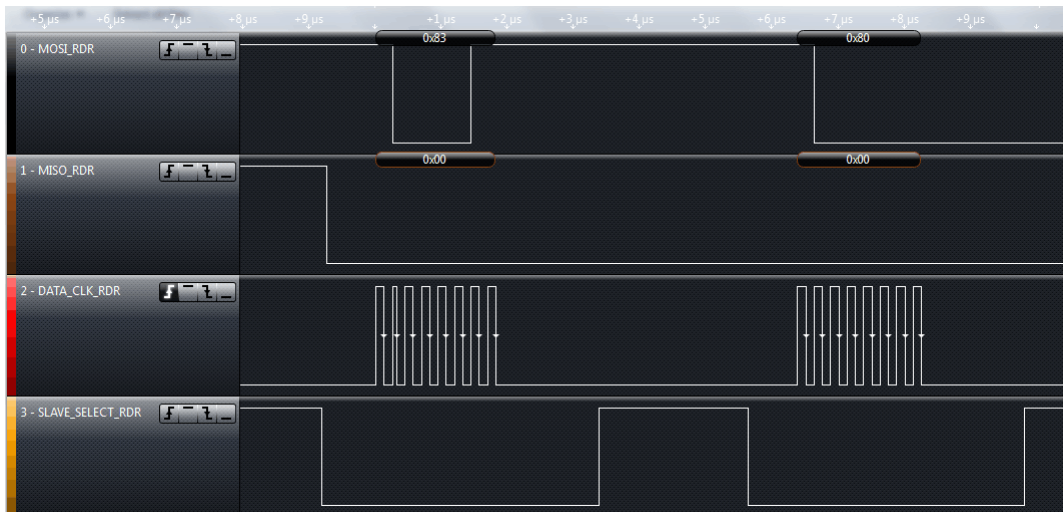 +5 µs +6 µs +7 µs +8 µs +9 µs +1 µs +2 µs +3 µs +4 µs +5 µs +6 µs +7 µs +8 µs +9 µs
0x83 0x80
0 - MOSI_RDR
0x00 0x00
1 - MISO_RDR
2 - DATA_CLK_RDR
3 - SLAVE_SELECT_RDR